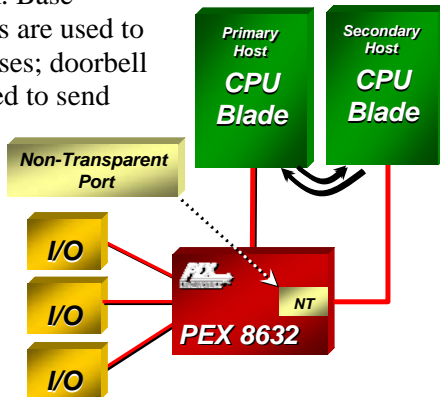 . Base
s are used to
ses; doorbell
ed to send
Primary
Host
CPU
Blade
Secondary
Host
CPU
Blade
Non-Transparent
Port
I/O
I/O
I/O
NT
PEX 8632